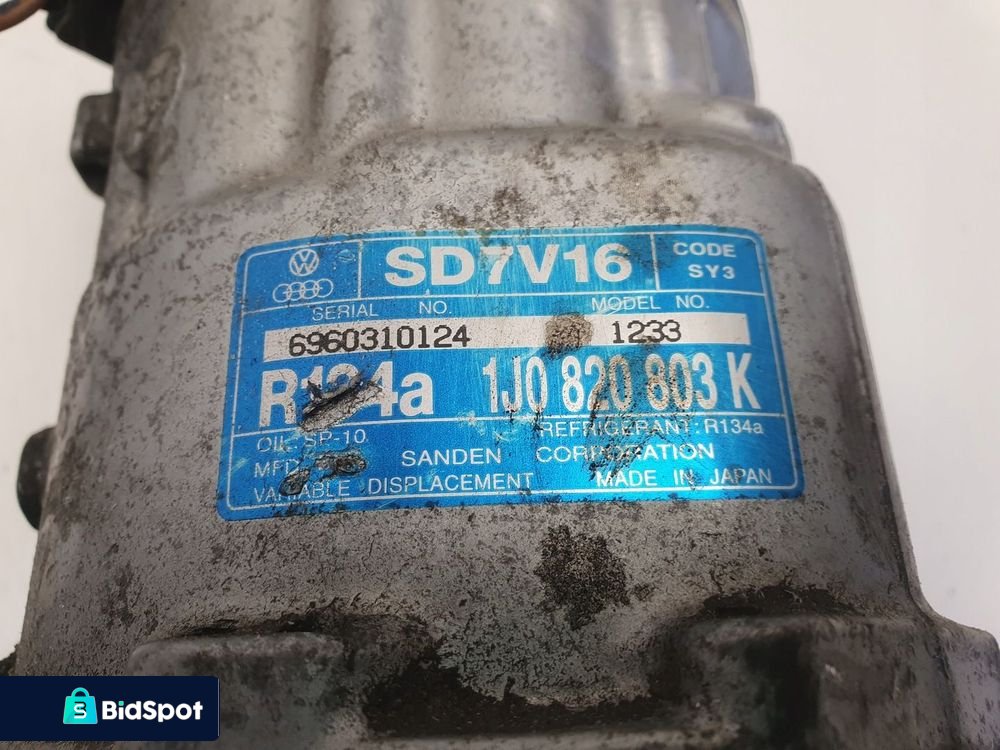 SD7V16
CODE
SY3
SERIAL NO.
MODEL NO.
6960310124
1233
R134a
1J0 820 803 K
OIL: SP-10
REFRIGERANT: R134a
MFD.
SANDEN CORPORATION
VARIABLE DISPLACEMENT
MADE IN JAPAN
BidSpot